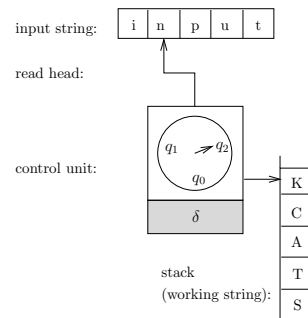 input string: i n p u t
read head:
q₁ q₂
q₀
control unit:
δ
K
C
A
T
S
stack
(working string):